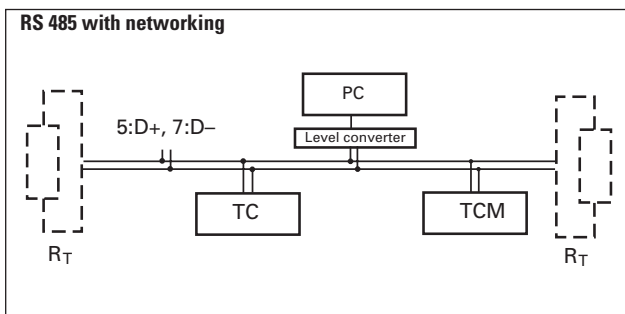 RS 485 with networking
PC
5:D+, 7:D–
Level converter
TC
TCM
RT
RT